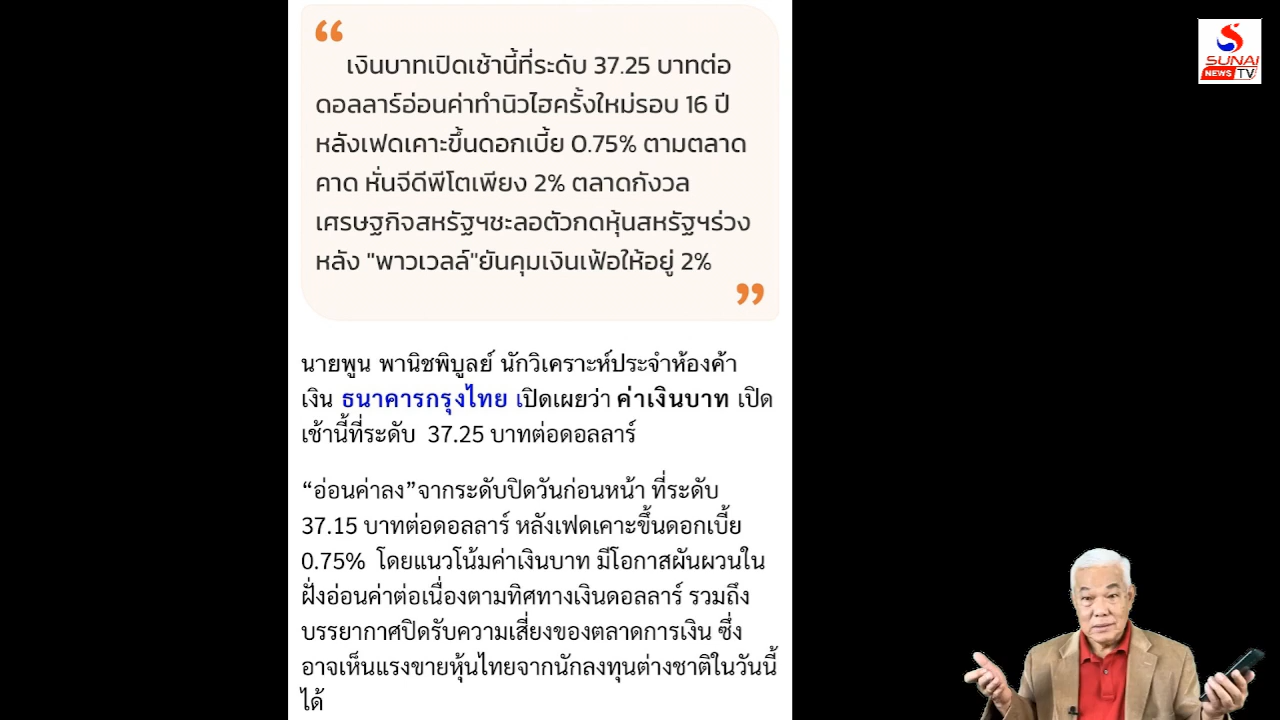 “
เงินบาทเปิดเช้านี้ที่ระดับ 37.25 บาทต่อ
ดอลลาร์อ่อนค่าทำนิวไฮครั้งใหม่รอบ 16 ปี
หลังเฟดเคาะขึ้นดอกเบี้ย 0.75% ตามตลาด
คาด หั่นจีดีพีโตเพียง 2% ตลาดกังวล
เศรษฐกิจสหรัฐฯชะลอตัวกดหุ้นสหรัฐฯร่วง
หลัง "พาวเวลล์"ยันคุมเงินเฟ้อให้อยู่ 2%
”
นายพูน พานิชพิบูลย์ นักวิเคราะห์ประจำห้องค้า
เงิน ธนาคารกรุงไทย เปิดเผยว่า ค่าเงินบาท เปิด
เช้านี้ที่ระดับ 37.25 บาทต่อดอลลาร์
“อ่อนค่าลง”จากระดับปิดวันก่อนหน้า ที่ระดับ
37.15 บาทต่อดอลลาร์ หลังเฟดเคาะขึ้นดอกเบี้ย
0.75% โดยแนวโน้มค่าเงินบาท มีโอกาสผันผวนใน
ฝั่งอ่อนค่าต่อเนื่องตามทิศทางเงินดอลลาร์ รวมถึง
บรรยากาศปิดรับความเสี่ยงของตลาดการเงิน ซึ่ง
อาจเห็นแรงขายหุ้นไทยจากนักลงทุนต่างชาติในวันนี้
ได้
SUNAI
NEWS TV